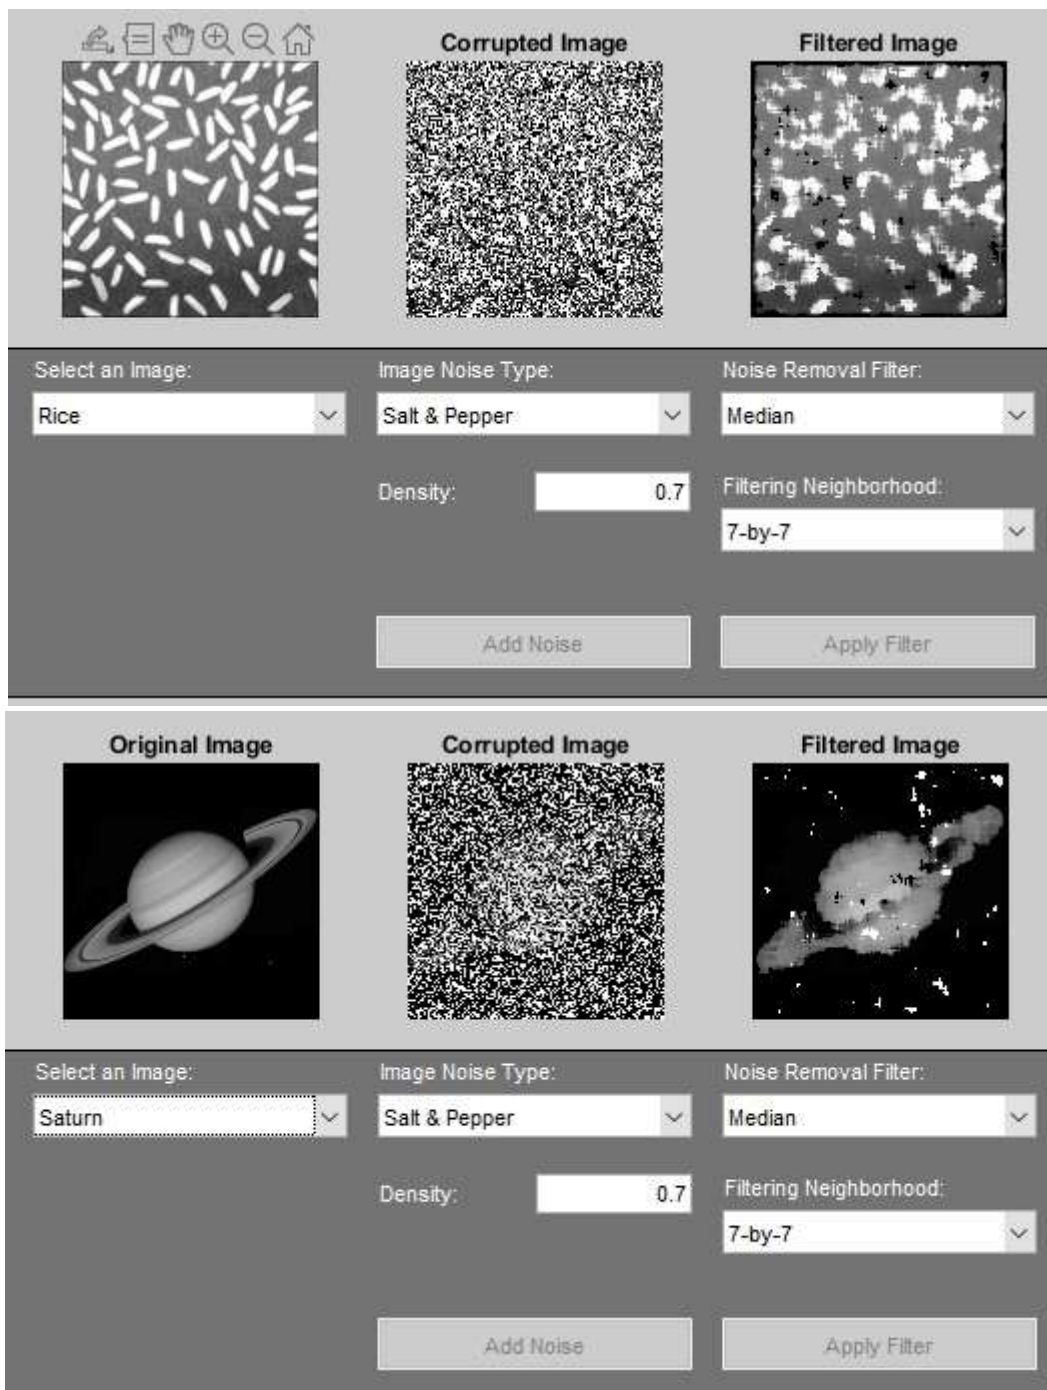 Corrupted Image Filtered Image
Select an Image: Image Noise Type: Noise Removal Filter:
Rice Salt & Pepper Median
Density: 0.7 Filtering Neighborhood:
7-by-7
Add Noise Apply Filter
Original Image Corrupted Image Filtered Image
Select an Image: Image Noise Type: Noise Removal Filter:
Saturn Salt & Pepper Median
Density: 0.7 Filtering Neighborhood:
7-by-7
Add Noise Apply Filter